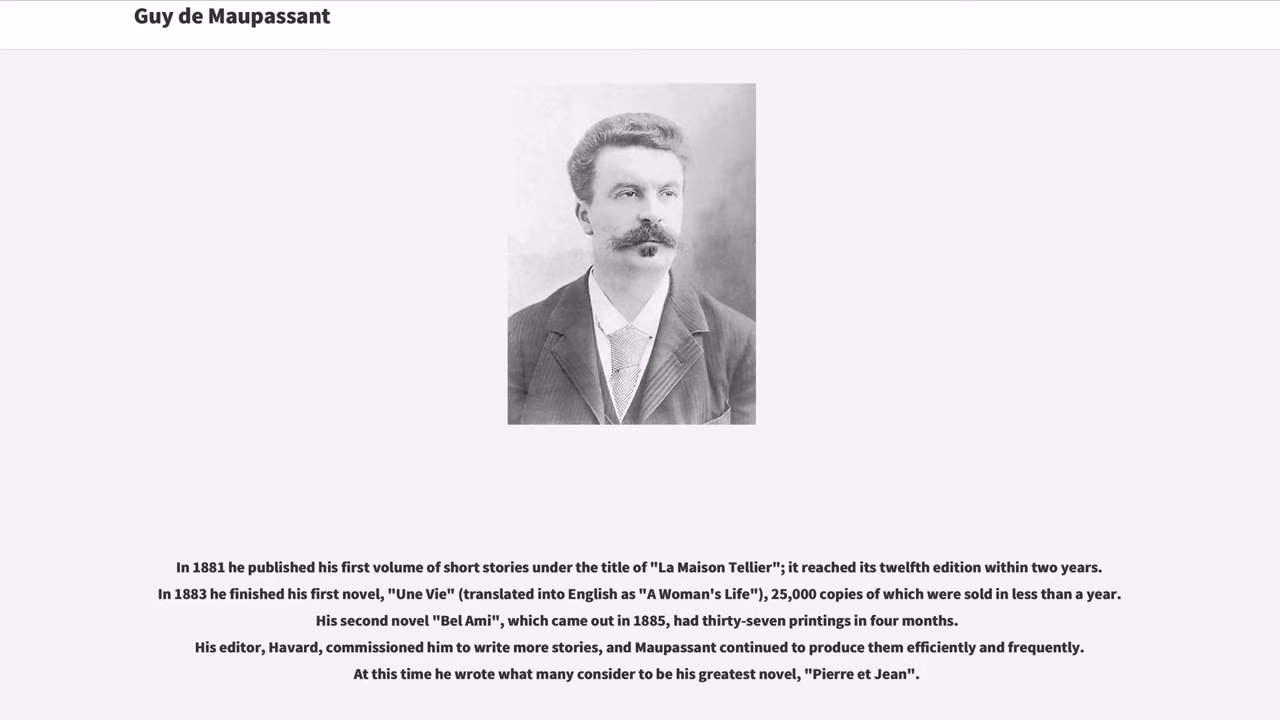 Guy de Maupassant
In 1881 he published his first volume of short stories under the title of "La Maison Tellier"; it reached its twelfth edition within two years.
In 1883 he finished his first novel, "Une Vie" (translated into English as "A Woman's Life"), 25,000 copies of which were sold in less than a year.
His second novel "Bel Ami", which came out in 1885, had thirty-seven printings in four months.
His editor, Havard, commissioned him to write more stories, and Maupassant continued to produce them efficiently and frequently.
At this time he wrote what many consider to be his greatest novel, "Pierre et Jean".